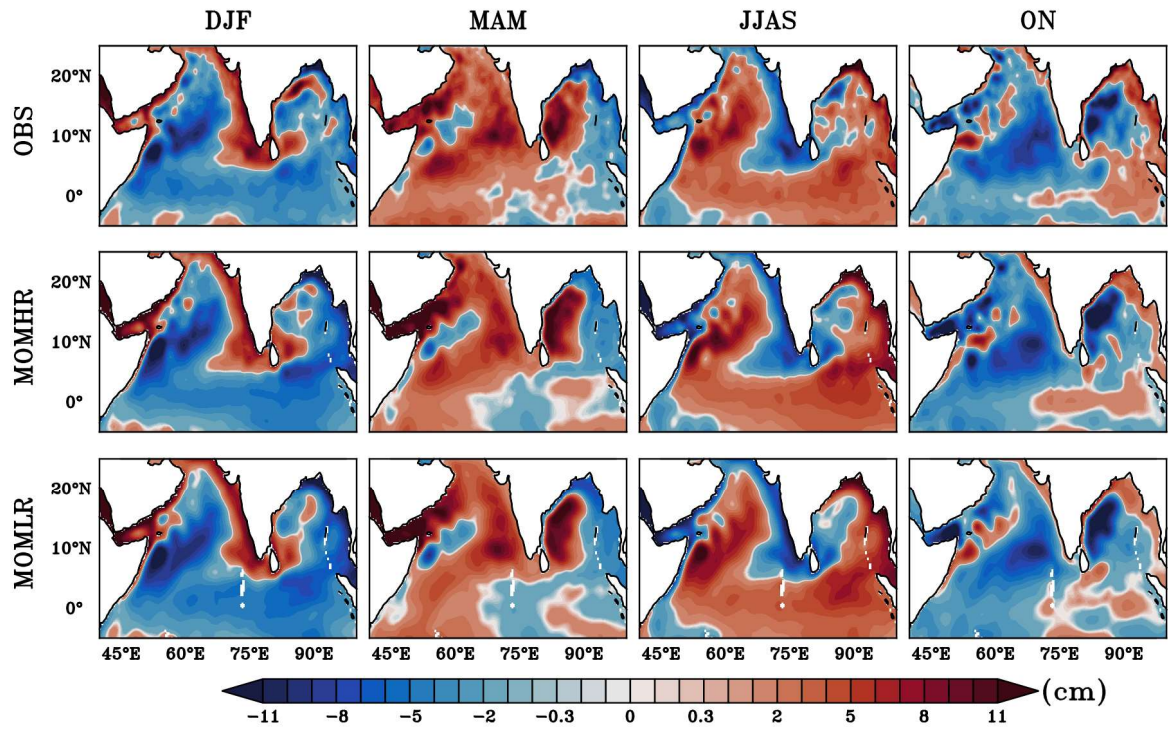 DJF MAM JJAS ON
OBS
20°N
10°N
0°
MOMHR
20°N
10°N
0°
MOMLR
20°N
10°N
0°
45°E 60°E 75°E 90°E 45°E 60°E 75°E 90°E 45°E 60°E 75°E 90°E 45°E 60°E 75°E 90°E
(cm)
-11 -8 -5 -2 -0.3 0 0.3 2 5 8 11